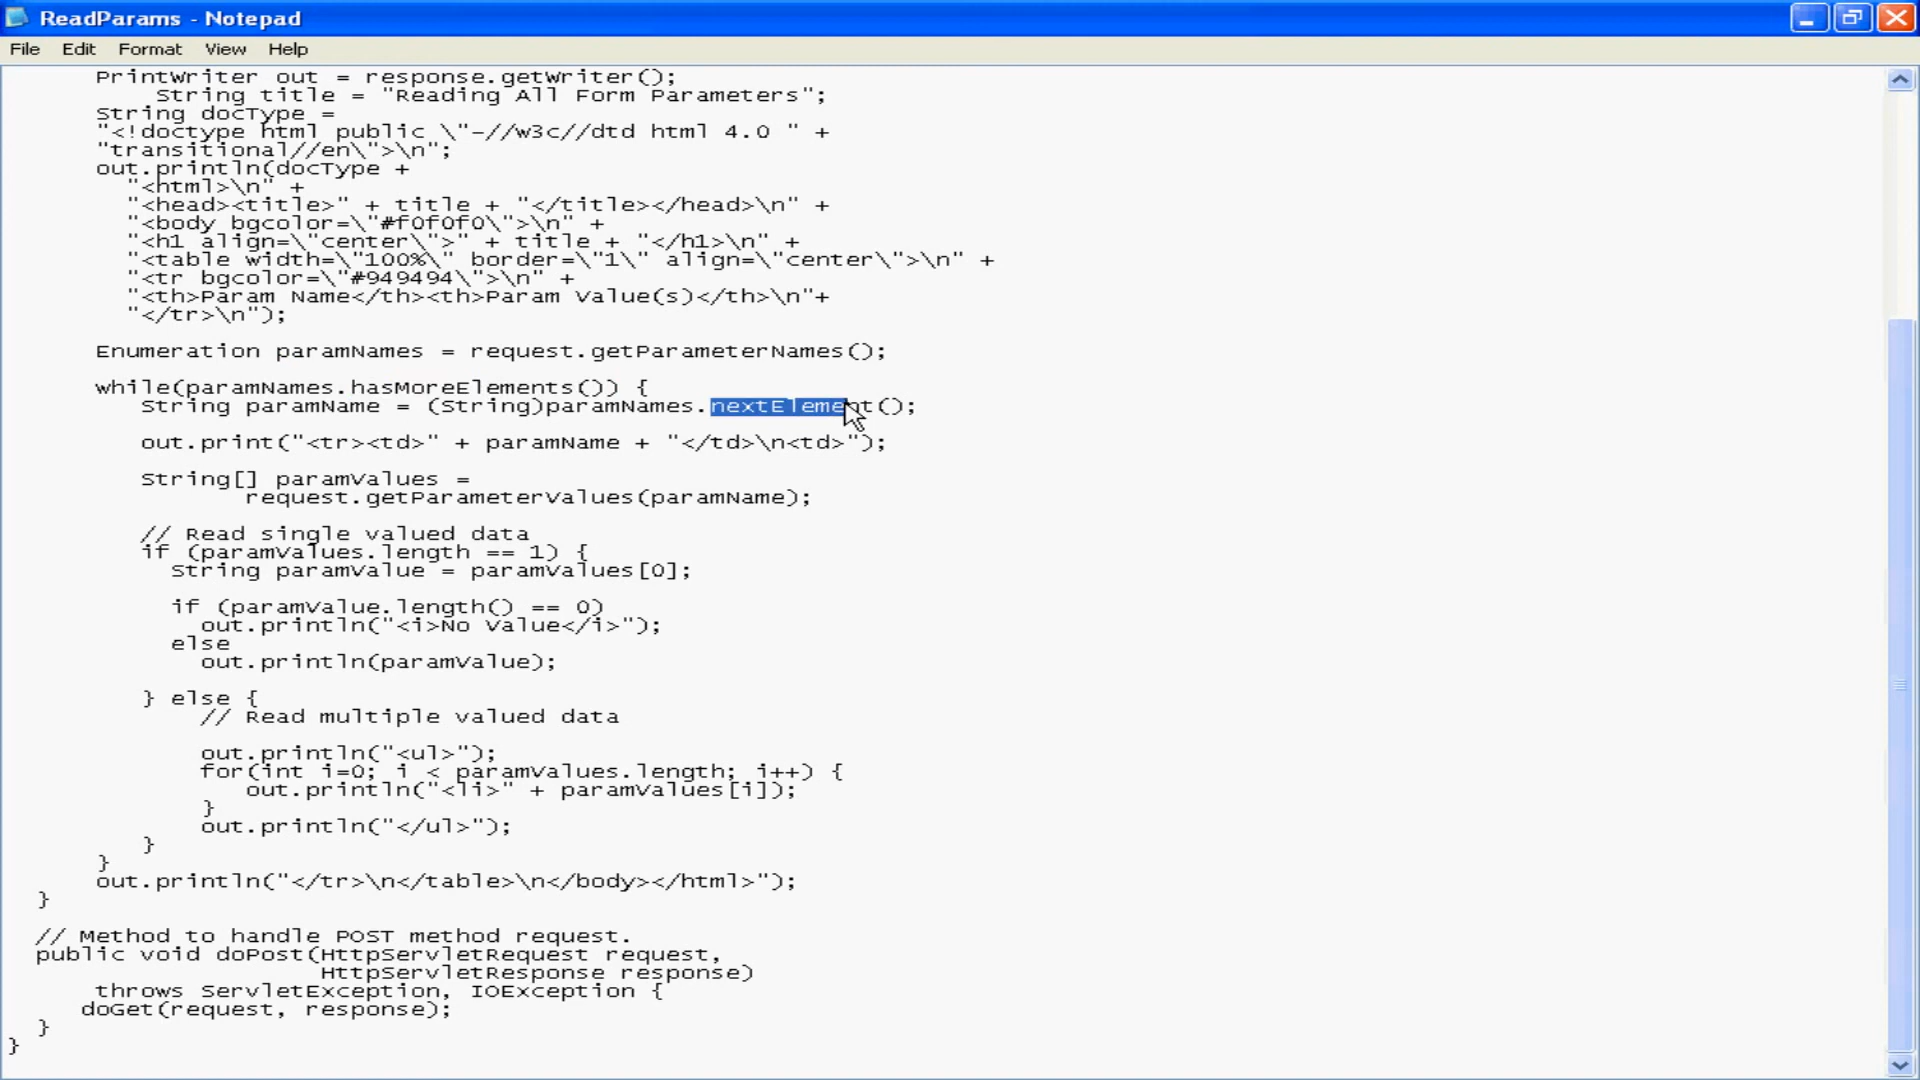 ReadParams - Notepad
File Edit Format View Help
PrintWriter out = response.getWriter();
String title = "Reading All Form Parameters";
String docType =
"<!doctype html public \"-//w3c//dtd html 4.0 " +
"transitional//en\">\n";
out.println(docType +
"<html>\n" +
"<head><title>" + title + "</title></head>\n" +
"<body bgcolor=\"#f0f0f0\">\n" +
"<h1 align=\"center\">" + title + "</h1>\n" +
"<table width=\"100%\" border=\"1\" align=\"center\">\n" +
"<tr bgcolor=\"#949494\">\n" +
"<th>Param Name</th><th>Param Value(s)</th>\n"+
"</tr>\n");
Enumeration paramNames = request.getParameterNames();
while(paramNames.hasMoreElements()) {
String paramName = (String)paramNames.nextElement();
out.print("<tr><td>" + paramName + "</td>\n<td>");
String[] paramValues =
request.getParameterValues(paramName);
// Read single valued data
if (paramValues.length == 1) {
String paramValue = paramValues[0];
if (paramValue.length() == 0)
out.println("<i>No Value</i>");
else
out.println(paramValue);
} else {
// Read multiple valued data
out.println("<ul>");
for(int i=0; i < paramValues.length; i++) {
out.println("<li>" + paramValues[i]);
}
out.println("</ul>");
}
}
out.println("</tr>\n</table>\n</body></html>");
}
// Method to handle POST method request.
public void doPost(HttpServletRequest request,
HttpServletResponse response)
throws ServletException, IOException {
doGet(request, response);
}
}